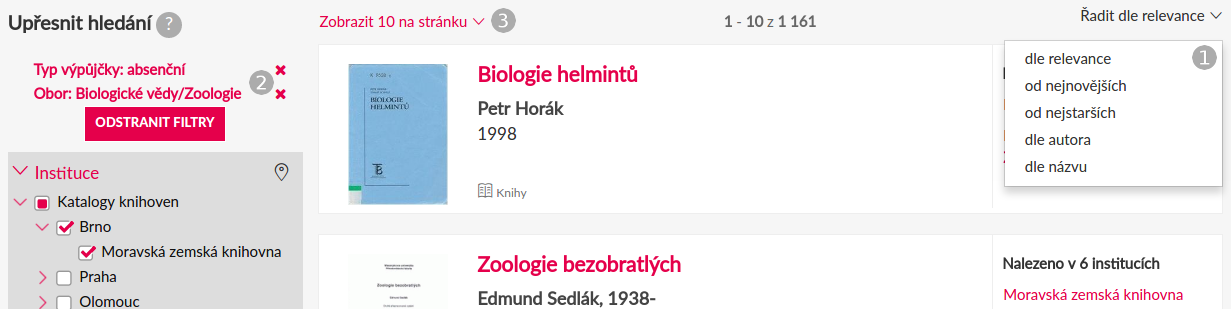 Upřesnit hledání ?
Typ výpůjčky: absenční
Obor: Biologické vědy/Zoologie
2
ODSTRANIT FILTRY
Instituce
Katalogy knihoven
Brno
Moravská zemská knihovna
Praha
Olomouc
Zobrazit 10 na stránku 3
1 - 10 z 1 161
Řadit dle relevance
1
dle relevance
od nejnovějších
od nejstarších
dle autora
dle názvu
BIOLOGIE
HELMINTŮ
Biologie helmintů
Petr Horák
1998
Knihy
Zoologie bezobratlých
Zoologie bezobratlých
Edmund Sedlák, 1938-
Nalezeno v 6 institucích
Moravská zemská knihovna